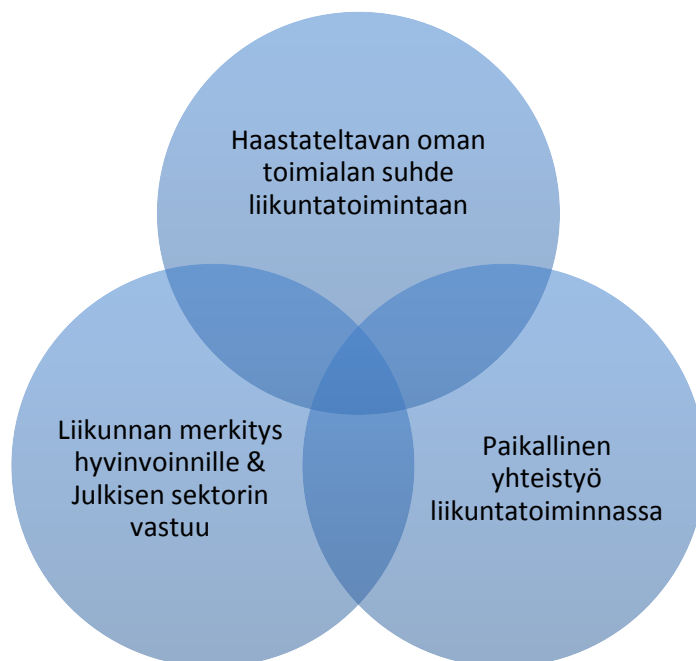 Haastateltavan oman
toimialan suhde
liikuntatoimintaan
Liikunnan merkitys
hyvinvoinnille &
Julkisen sektorin
vastuu
Paikallinen
yhteistyö
liikuntatoiminnassa